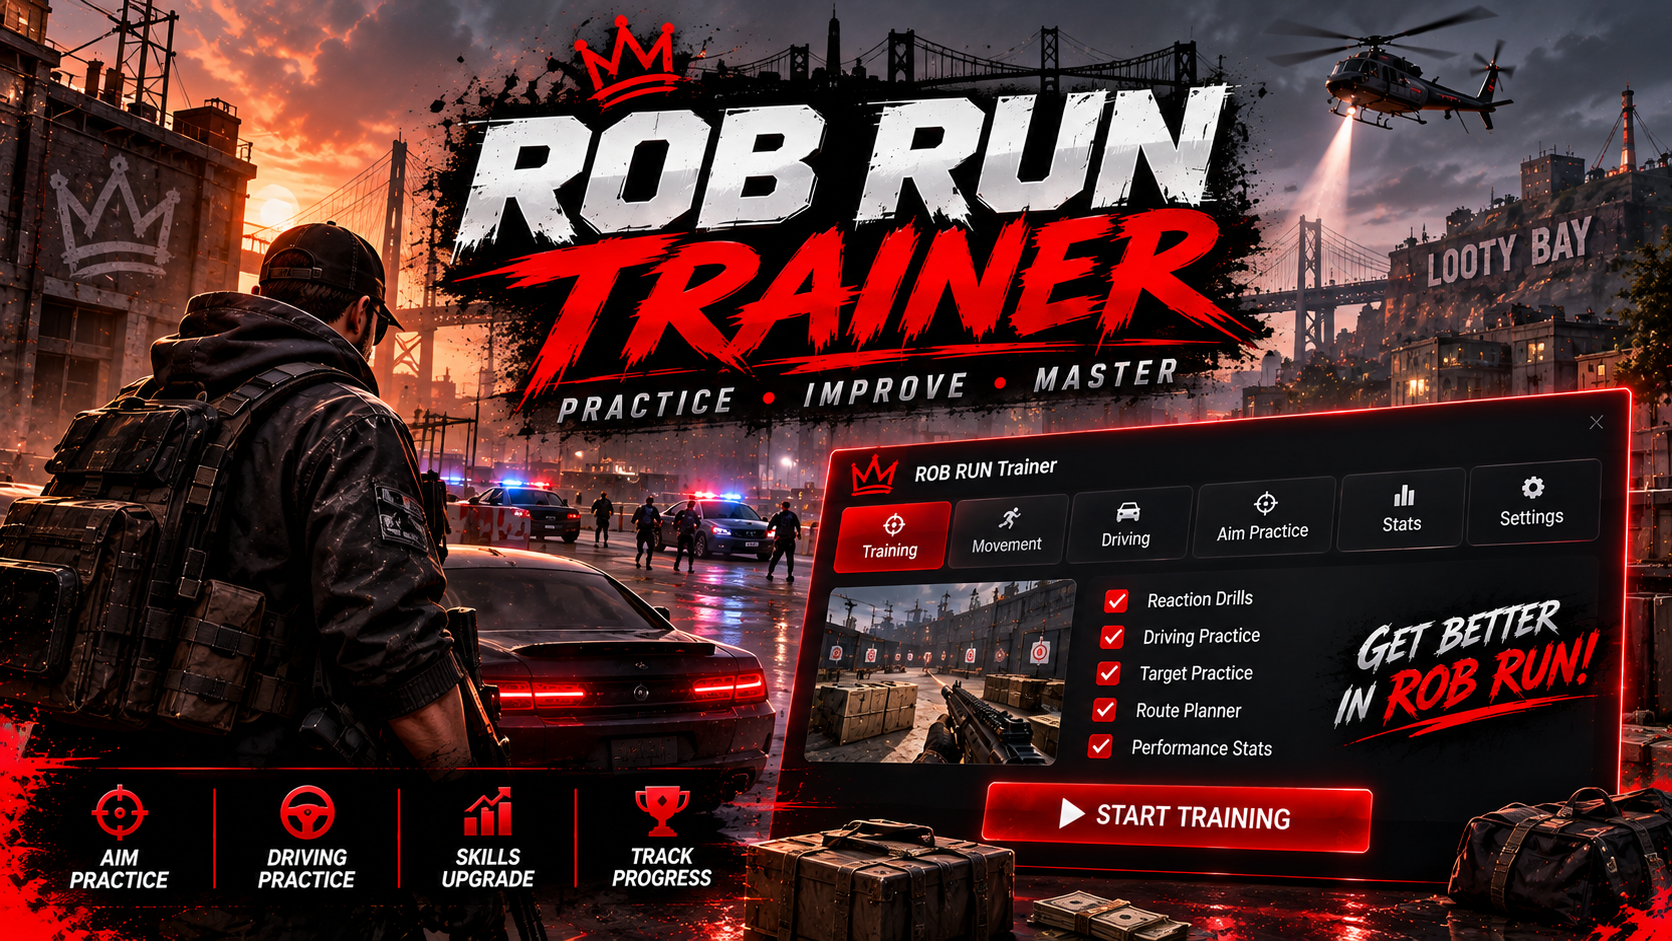 ROB RUN
TRAINER
PRACTICE • IMPROVE • MASTER
LOOTY BAY
ROB RUN Trainer
Training
Movement
Driving
Aim Practice
Stats
Settings
Reaction Drills
Driving Practice
Target Practice
Route Planner
Performance Stats
GET BETTER
IN ROB RUN!
START TRAINING
AIM
PRACTICE
DRIVING
PRACTICE
SKILLS
UPGRADE
TRACK
PROGRESS